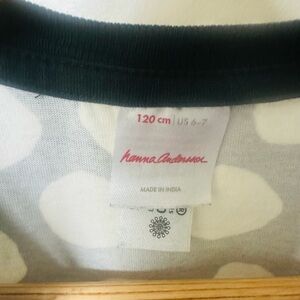 120 cm | US 6-7
hanna andersson
MADE IN INDIA